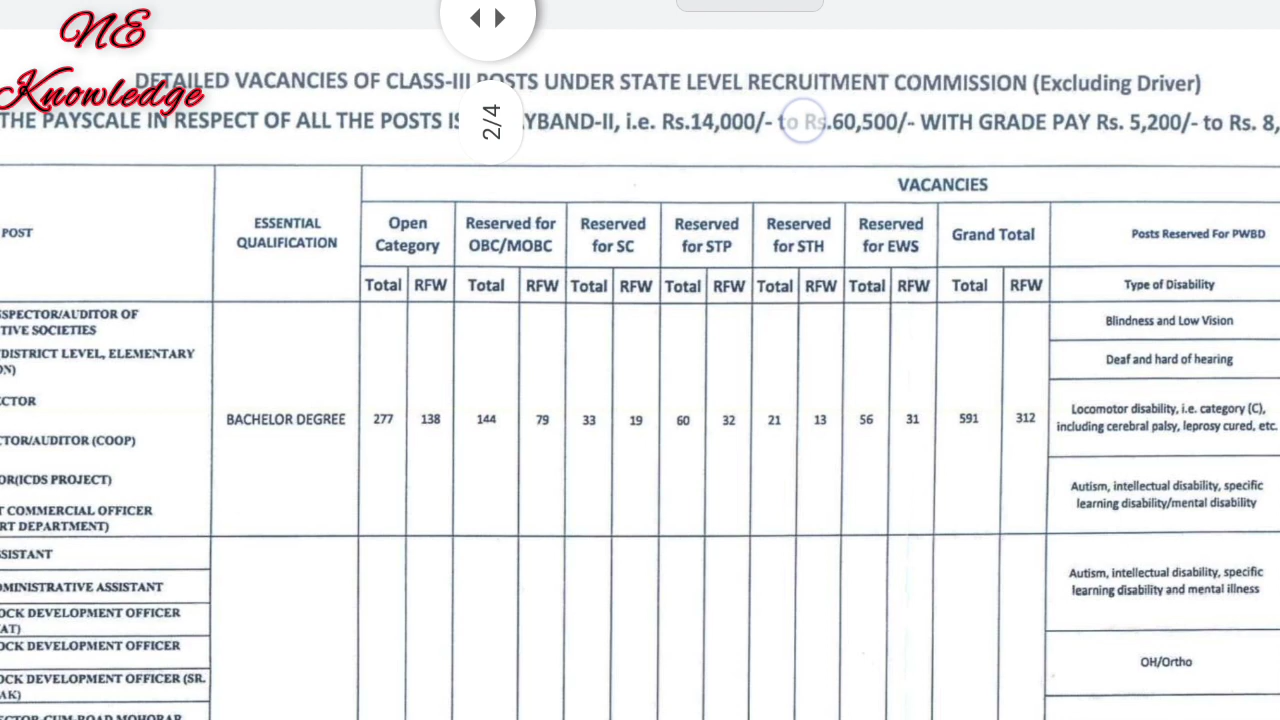 NE
Knowledge
DETAILED VACANCIES OF CLASS-III POSTS UNDER STATE LEVEL RECRUITMENT COMMISSION (Excluding Driver)
THE PAYSCALE IN RESPECT OF ALL THE POSTS IS YBAND-II, i.e. Rs.14,000/- to Rs.60,500/- WITH GRADE PAY Rs. 5,200/- to Rs. 8,
2/4
POST
ESSENTIAL QUALIFICATION
VACANCIES
Open Category
Reserved for OBC/MOBC
Reserved for SC
Reserved for STP
Reserved for STH
Reserved for EWS
Grand Total
Posts Reserved For PWBD
Total RFW Total RFW Total RFW Total RFW Total RFW Total RFW Total RFW Type of Disability
SPECTOR/AUDITOR OF
TIVE SOCIETIES
(DISTRICT LEVEL, ELEMENTARY
ON)
CTOR
CTOR/AUDITOR (COOP)
OR(ICDS PROJECT)
T COMMERCIAL OFFICER
RT DEPARTMENT)
BACHELOR DEGREE 277 138 144 79 33 19 60 32 21 13 56 31 591 312
Blindness and Low Vision
Deaf and hard of hearing
Locomotor disability, i.e. category (C),
including cerebral palsy, leprosy cured, etc.
Autism, intellectual disability, specific
learning disability/mental disability
SSISTANT
DMINISTRATIVE ASSISTANT
OCK DEVELOPMENT OFFICER
AT)
OCK DEVELOPMENT OFFICER
OCK DEVELOPMENT OFFICER (SR.
AK)
ECTOR-CUM-ROAD MOHORAR
Autism, intellectual disability, specific
learning disability and mental illness
OH/Ortho